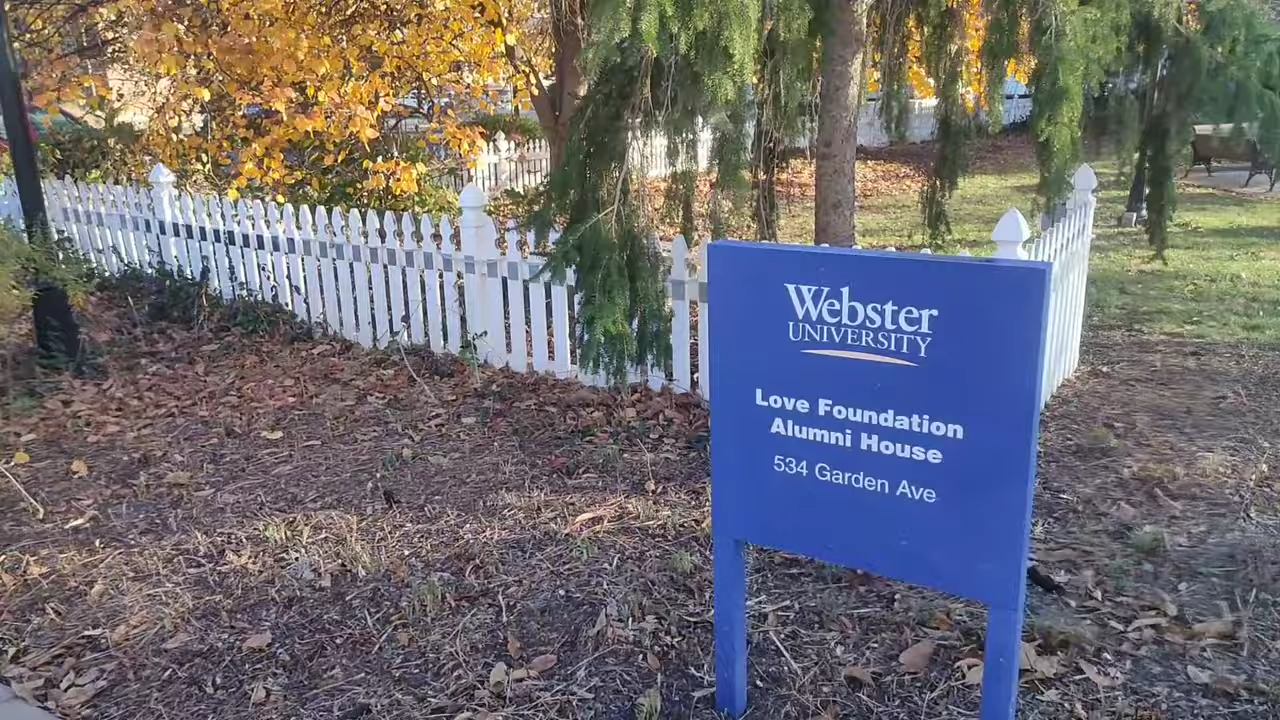 Webster
UNIVERSITY
Love Foundation
Alumni House
534 Garden Ave